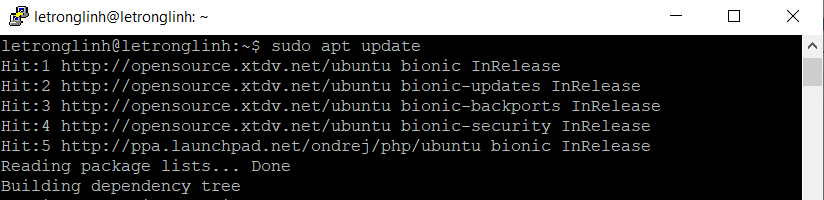 letronglinh@letronglinh: ~
letronglinh@letronglinh:~$ sudo apt update
Hit:1 http://opensource.xtdv.net/ubuntu bionic InRelease
Hit:2 http://opensource.xtdv.net/ubuntu bionic-updates InRelease
Hit:3 http://opensource.xtdv.net/ubuntu bionic-backports InRelease
Hit:4 http://opensource.xtdv.net/ubuntu bionic-security InRelease
Hit:5 http://ppa.launchpad.net/ondrej/php/ubuntu bionic InRelease
Reading package lists... Done
Building dependency tree